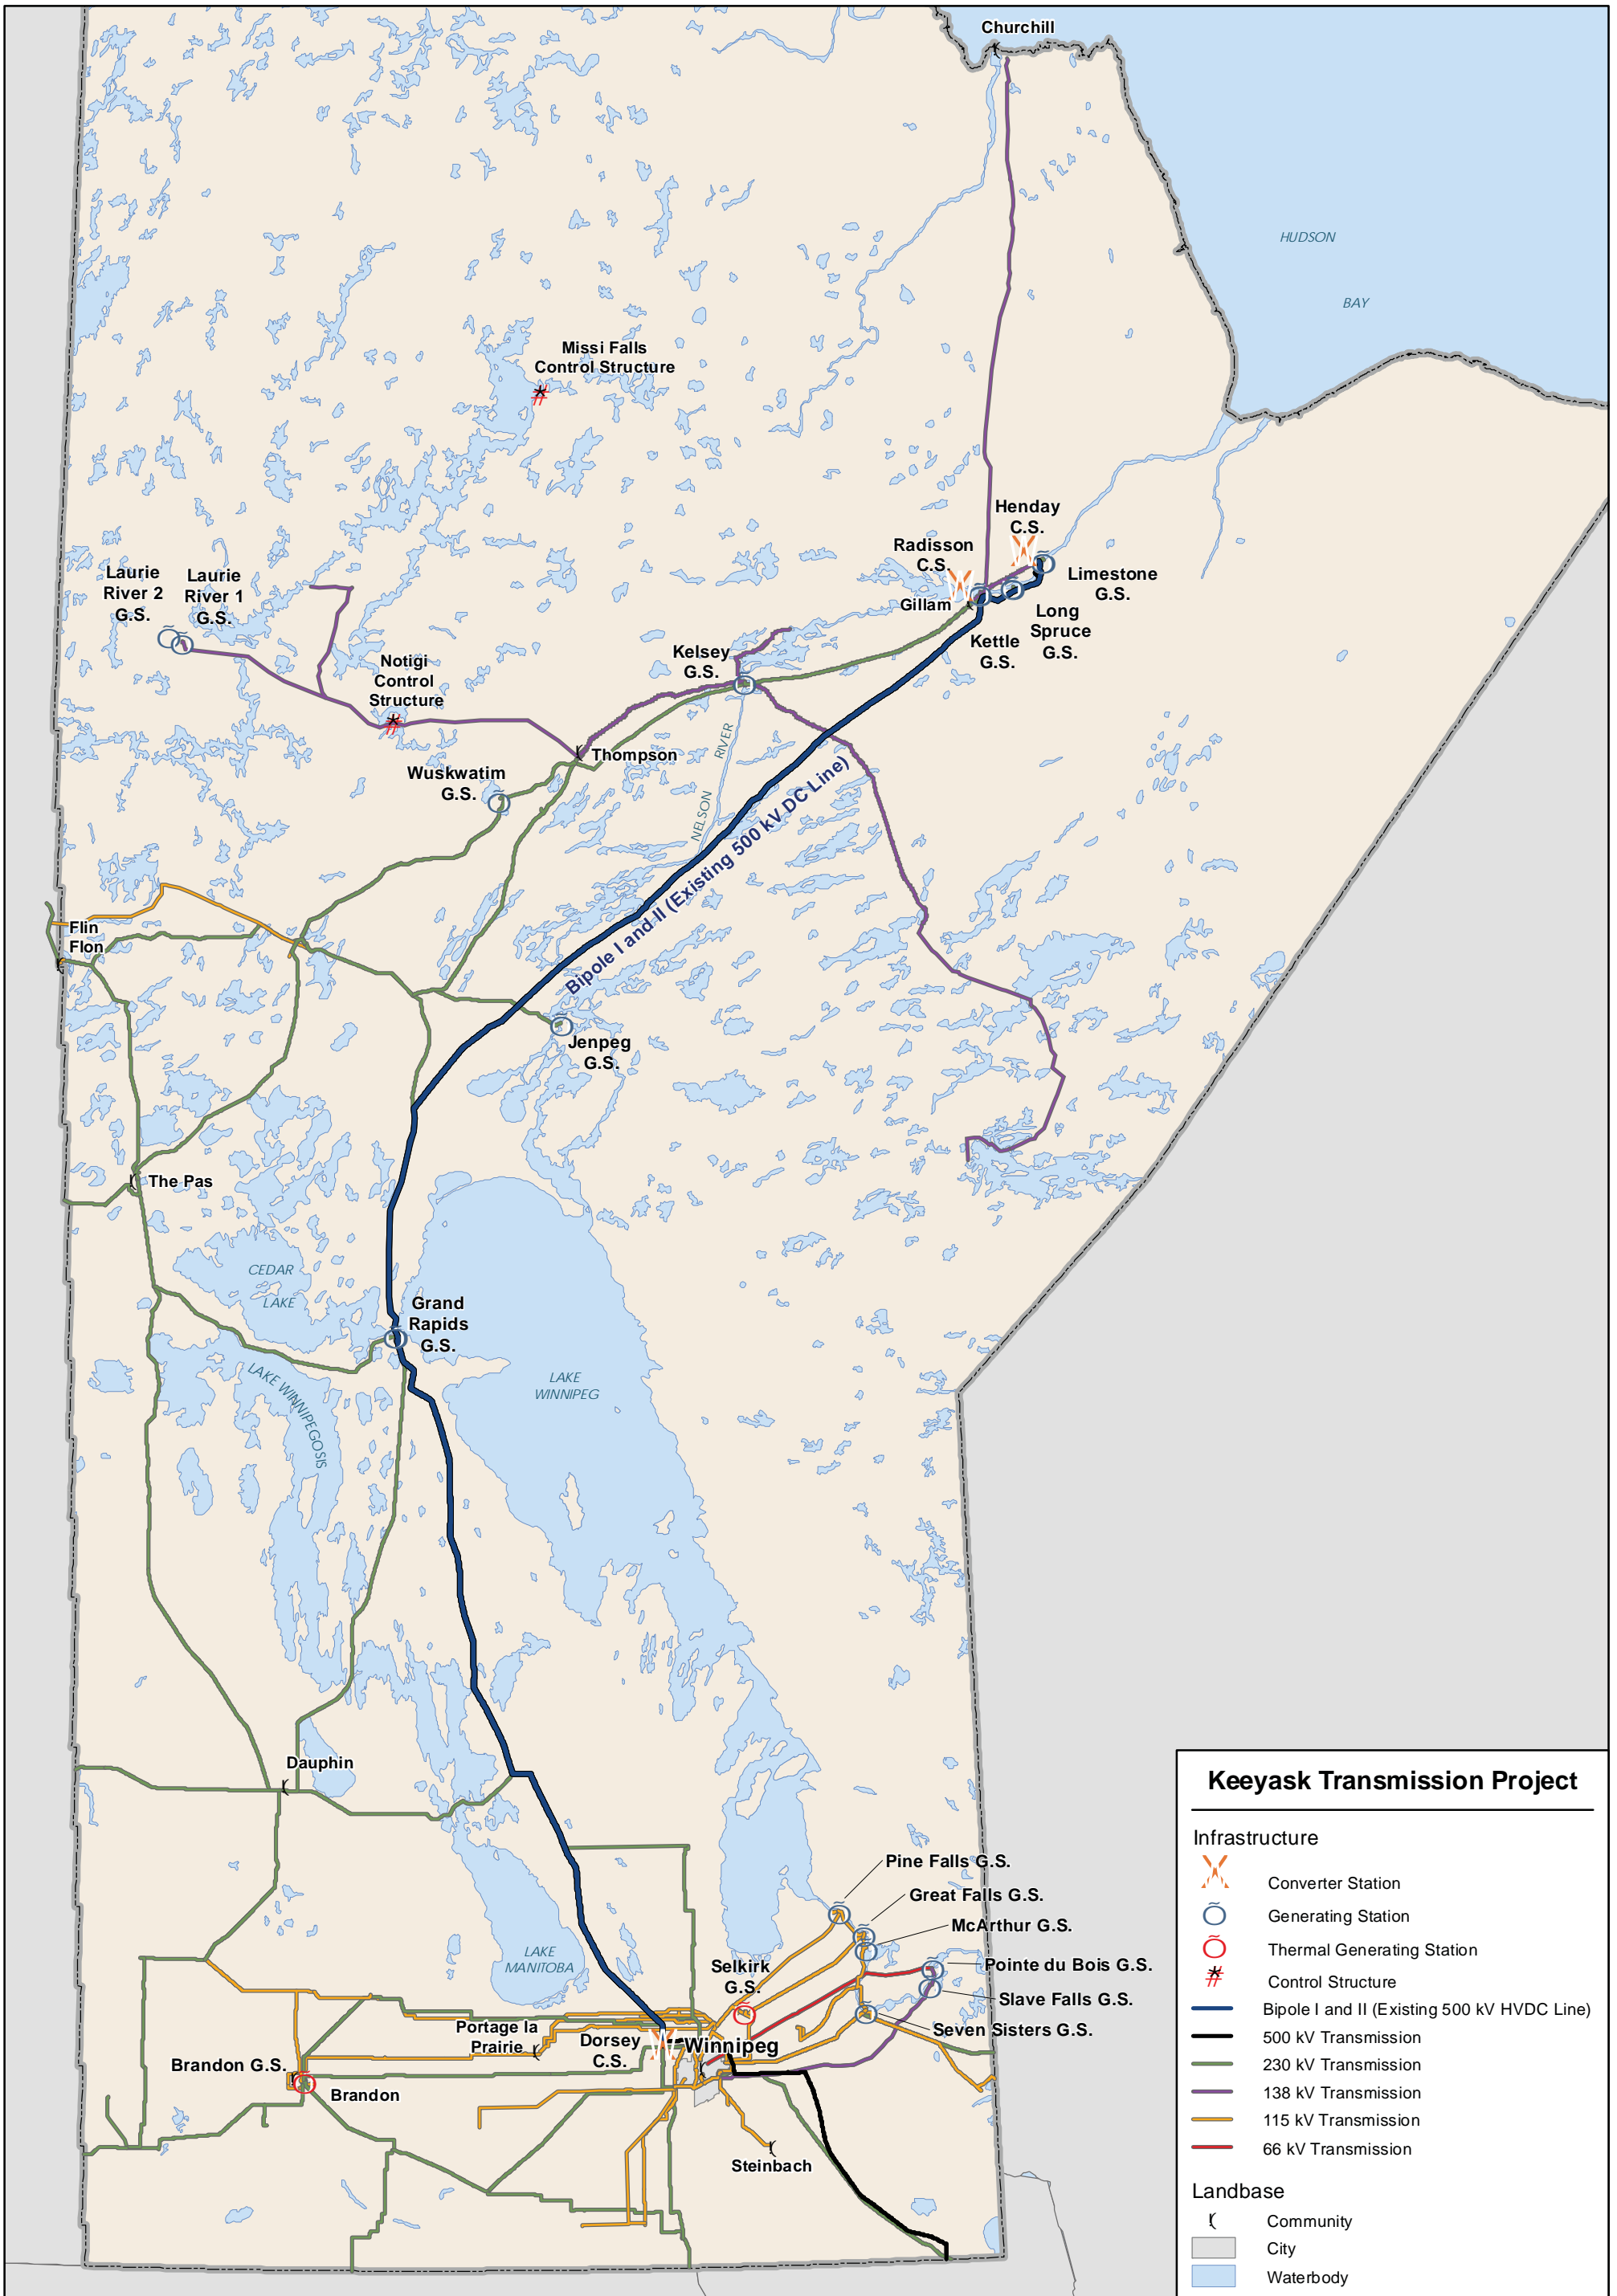 Churchill
HUDSON
BAY
Missi Falls
Control Structure
Henday
C.S.
Radisson
C.S.
Limestone
G.S.
Gillam
Long
Spruce
G.S.
Kettle
G.S.
Laurie
River 2
G.S.
Laurie
River 1
G.S.
Kelsey
G.S.
Notigi
Control
Structure
Thompson
Wuskwatim
G.S.
NELSON
RIVER
Bipole I and II (Existing 500 kV DC Line)
Flin
Flon
Jenpeg
G.S.
The Pas
CEDAR
LAKE
Grand
Rapids
G.S.
LAKE WINNIPEGOSIS
LAKE
WINNIPEG
Dauphin
Pine Falls G.S.
Great Falls G.S.
McArthur G.S.
Pointe du Bois G.S.
Slave Falls G.S.
Seven Sisters G.S.
LAKE
MANITOBA
Selkirk
G.S.
Portage la
Prairie
Dorsey
C.S.
Winnipeg
Brandon G.S.
Brandon
Steinbach
Keeyask Transmission Project
Infrastructure
Converter Station
Generating Station
Thermal Generating Station
Control Structure
Bipole I and II (Existing 500 kV HVDC Line)
500 kV Transmission
230 kV Transmission
138 kV Transmission
115 kV Transmission
66 kV Transmission
Landbase
Community
City
Waterbody